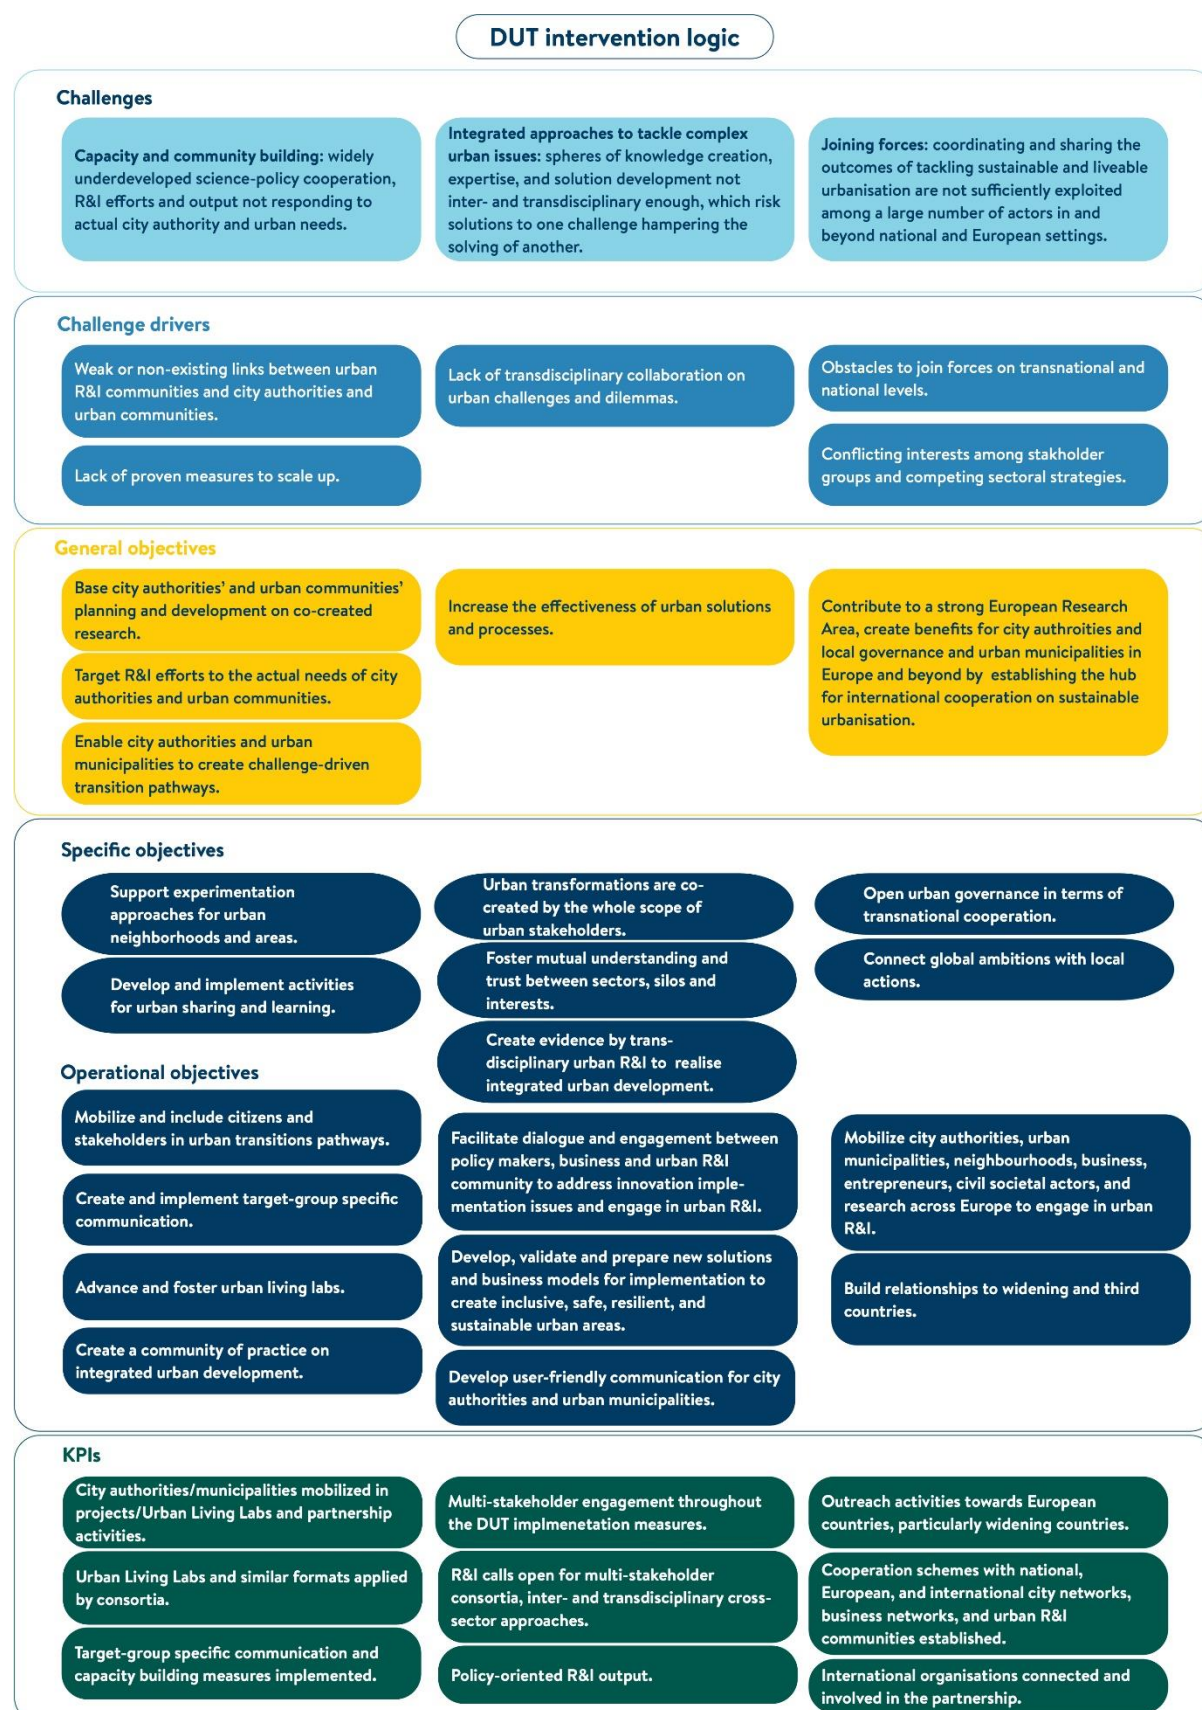 DUT intervention logic
Challenges
Capacity and community building: widely
underdeveloped science-policy cooperation,
R&I efforts and output not responding to
actual city authority and urban needs.
Integrated approaches to tackle complex
urban issues: spheres of knowledge creation,
expertise, and solution development not
inter- and transdisciplinary enough, which risk
solutions to one challenge hampering the
solving of another.
Joining forces: coordinating and sharing the
outcomes of tackling sustainable and liveable
urbanisation are not sufficiently exploited
among a large number of actors in and
beyond national and European settings.
Challenge drivers
Weak or non-existing links between urban
R&I communities and city authorities and
urban communities.
Lack of proven measures to scale up.
Lack of transdisciplinary collaboration on
urban challenges and dilemmas.
Obstacles to join forces on transnational and
national levels.
Conflicting interests among stakholder
groups and competing sectoral strategies.
General objectives
Base city authorities’ and urban communities’
planning and development on co-created
research.
Target R&I efforts to the actual needs of city
authorities and urban communities.
Enable city authorities and urban
municipalities to create challenge-driven
transition pathways.
Increase the effectiveness of urban solutions
and processes.
Contribute to a strong European Research
Area, create benefits for city authroities and
local governance and urban municipalities in
Europe and beyond by establishing the hub
for international cooperation on sustainable
urbanisation.
Specific objectives
Support experimentation
approaches for urban
neighborhoods and areas.
Develop and implement activities
for urban sharing and learning.
Urban transformations are co-
created by the whole scope of
urban stakeholders.
Foster mutual understanding and
trust between sectors, silos and
interests.
Create evidence by trans-
disciplinary urban R&I to realise
integrated urban development.
Open urban governance in terms of
transnational cooperation.
Connect global ambitions with local
actions.
Operational objectives
Mobilize and include citizens and
stakeholders in urban transitions pathways.
Create and implement target-group specific
communication.
Advance and foster urban living labs.
Create a community of practice on
integrated urban development.
Facilitate dialogue and engagement between
policy makers, business and urban R&I
community to address innovation imple-
mentation issues and engage in urban R&I.
Develop, validate and prepare new solutions
and business models for implementation to
create inclusive, safe, resilient, and
sustainable urban areas.
Develop user-friendly communication for city
authorities and urban municipalities.
Mobilize city authorities, urban
municipalities, neighbourhoods, business,
entrepreneurs, civil societal actors, and
research across Europe to engage in urban
R&I.
Build relationships to widening and third
countries.
KPIs
City authorities/municipalities mobilized in
projects/Urban Living Labs and partnership
activities.
Urban Living Labs and similar formats applied
by consortia.
Target-group specific communication and
capacity building measures implemented.
Multi-stakeholder engagement throughout
the DUT implmenetation measures.
R&I calls open for multi-stakeholder
consortia, inter- and transdisciplinary cross-
sector approaches.
Policy-oriented R&I output.
Outreach activities towards European
countries, particularly widening countries.
Cooperation schemes with national,
European, and international city networks,
business networks, and urban R&I
communities established.
International organisations connected and
involved in the partnership.